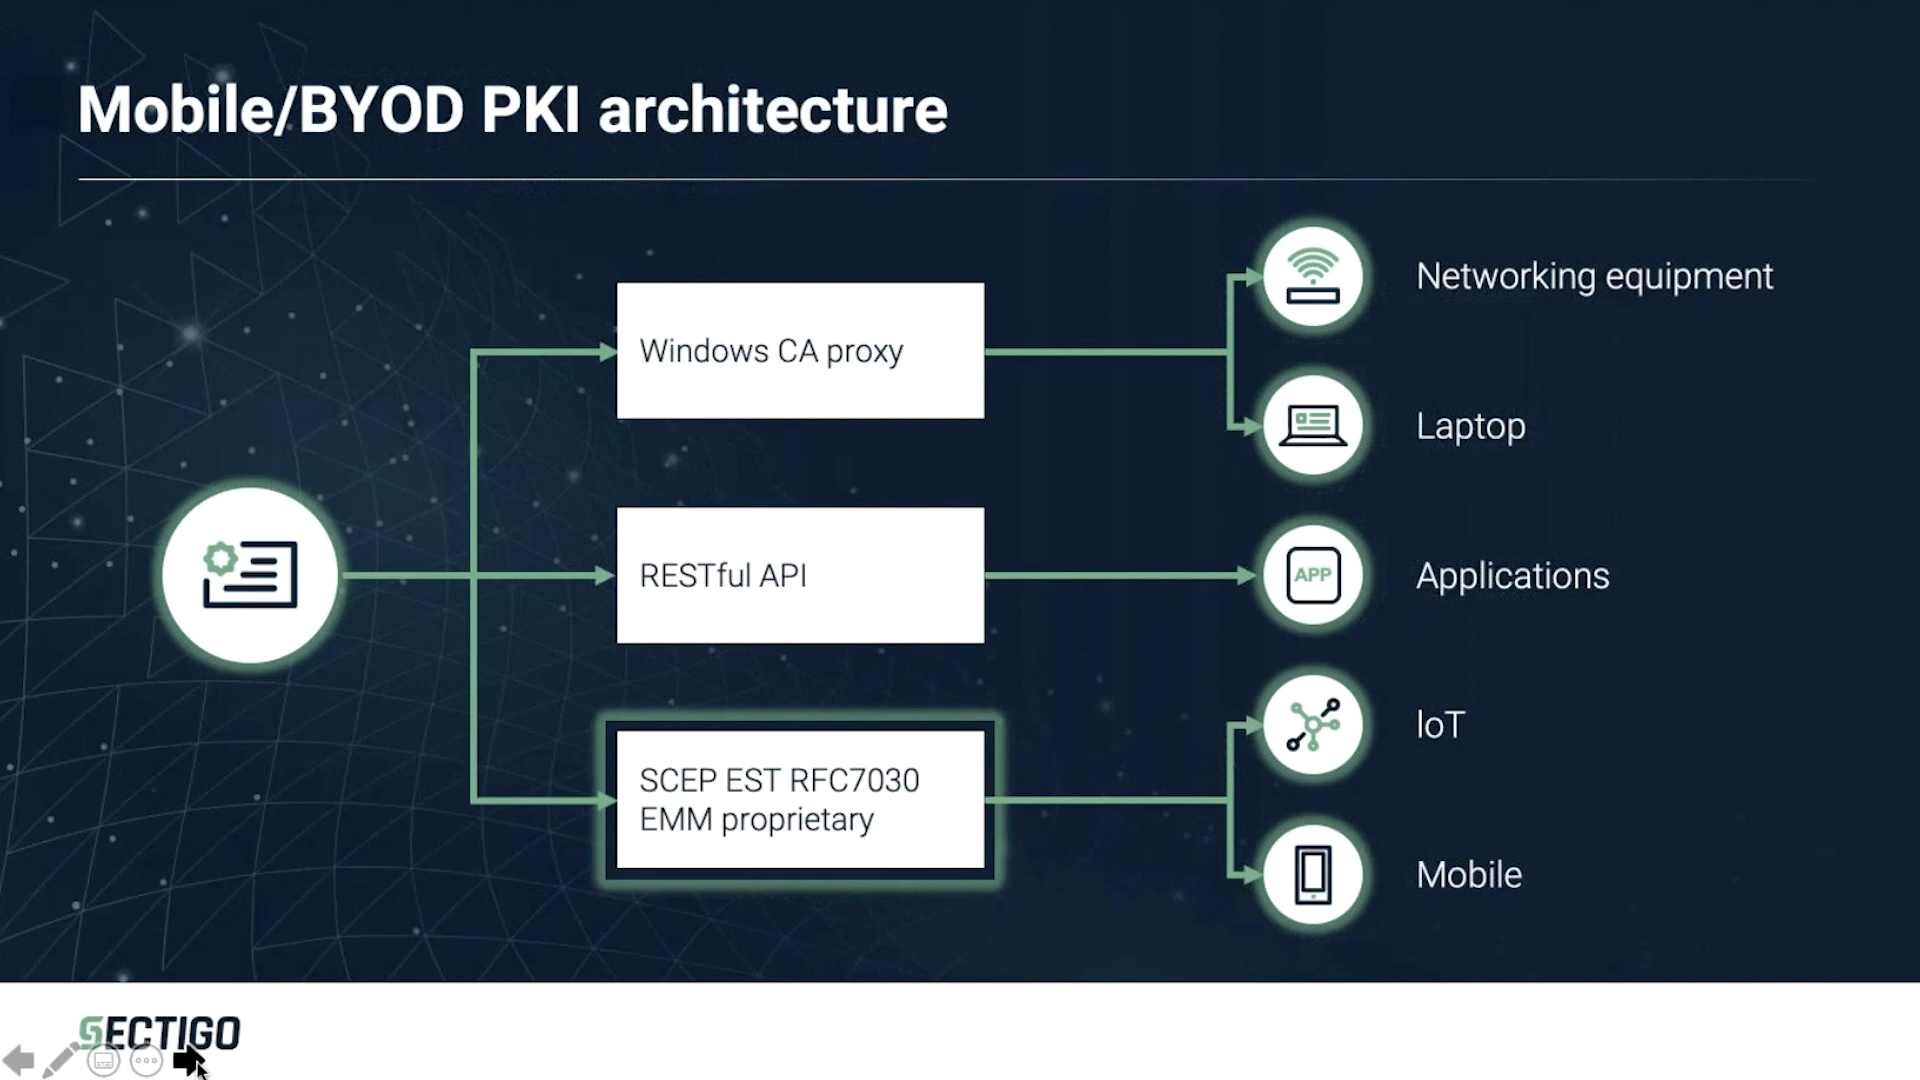 Mobile/BYOD PKI architecture
Networking equipment
Windows CA proxy
Laptop
RESTful API
APP
Applications
IoT
SCEP EST RFC7030
EMM proprietary
Mobile
SECTIGO